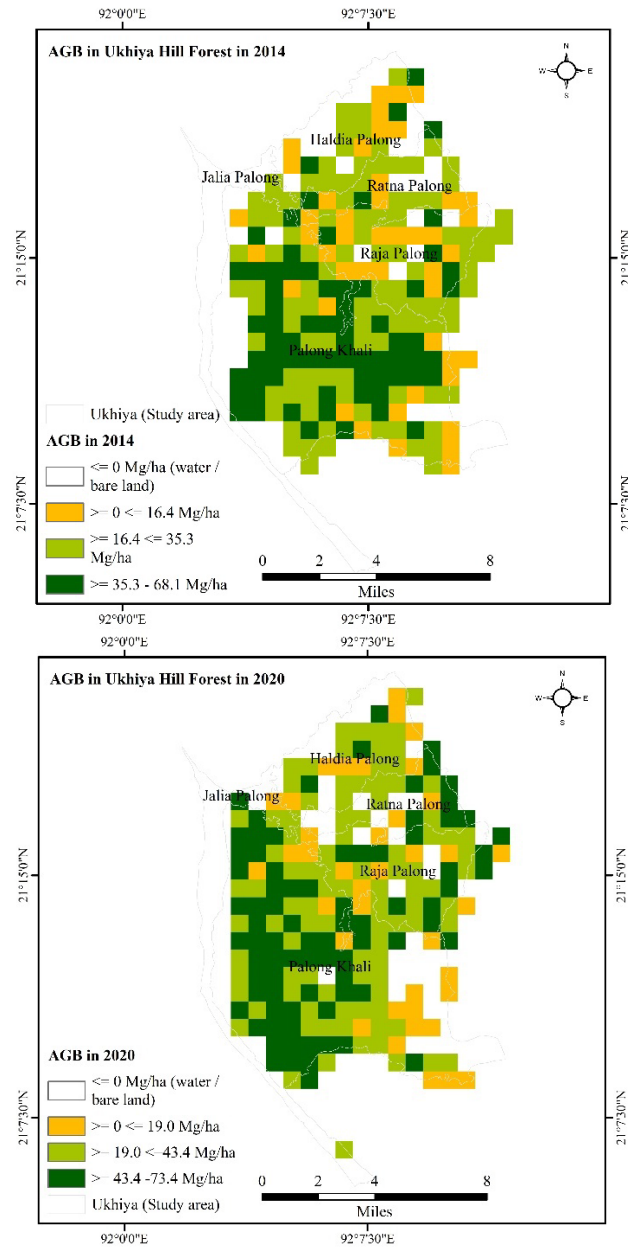 92°0'0"E 92°7'30"E
AGB in Ukhiya Hill Forest in 2014
N
W E
S
Haldia Palong
Jalia Palong
Ratna Palong
21°15'0"N 21°15'0"N
Raja Palong
Palong Khali
Ukhiya (Study area)
AGB in 2014
<= 0 Mg/ha (water /
bare land)
>= 0 <= 16.4 Mg/ha
>= 16.4 <= 35.3
Mg/ha
>= 35.3 - 68.1 Mg/ha
21°7'30"N 21°7'30"N
0 2 4 8
Miles
92°0'0"E 92°7'30"E
92°0'0"E 92°7'30"E
AGB in Ukhiya Hill Forest in 2020
N
W E
S
Haldia Palong
Jalia Palong
Ratna Palong
21°15'0"N 21°15'0"N
Raja Palong
Palong Khali
AGB in 2020
<= 0 Mg/ha (water /
bare land)
>= 0 <= 19.0 Mg/ha
>= 19.0 <=43.4 Mg/ha
>= 43.4 -73.4 Mg/ha
Ukhiya (Study area)
21°7'30"N 21°7'30"N
0 2 4 8
Miles
92°0'0"E 92°7'30"E